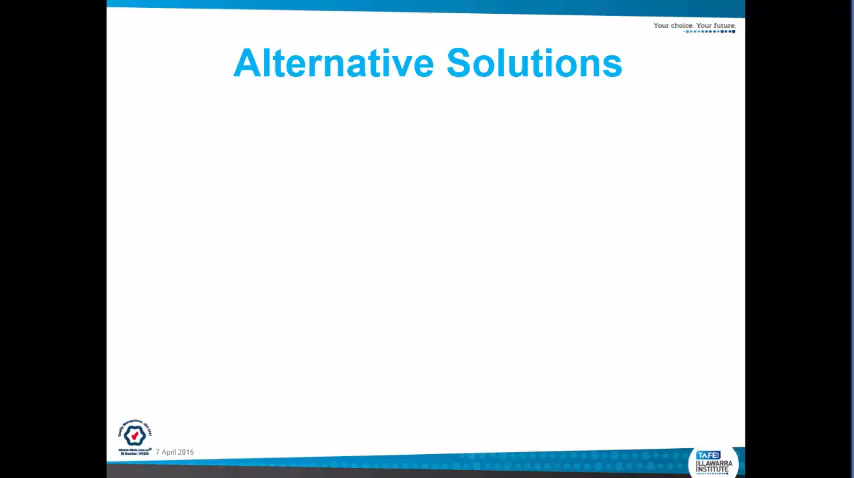 Your choice. Your future.
Alternative Solutions
7 April 2016
TAFE
ILLAWARRA
INSTITUTE